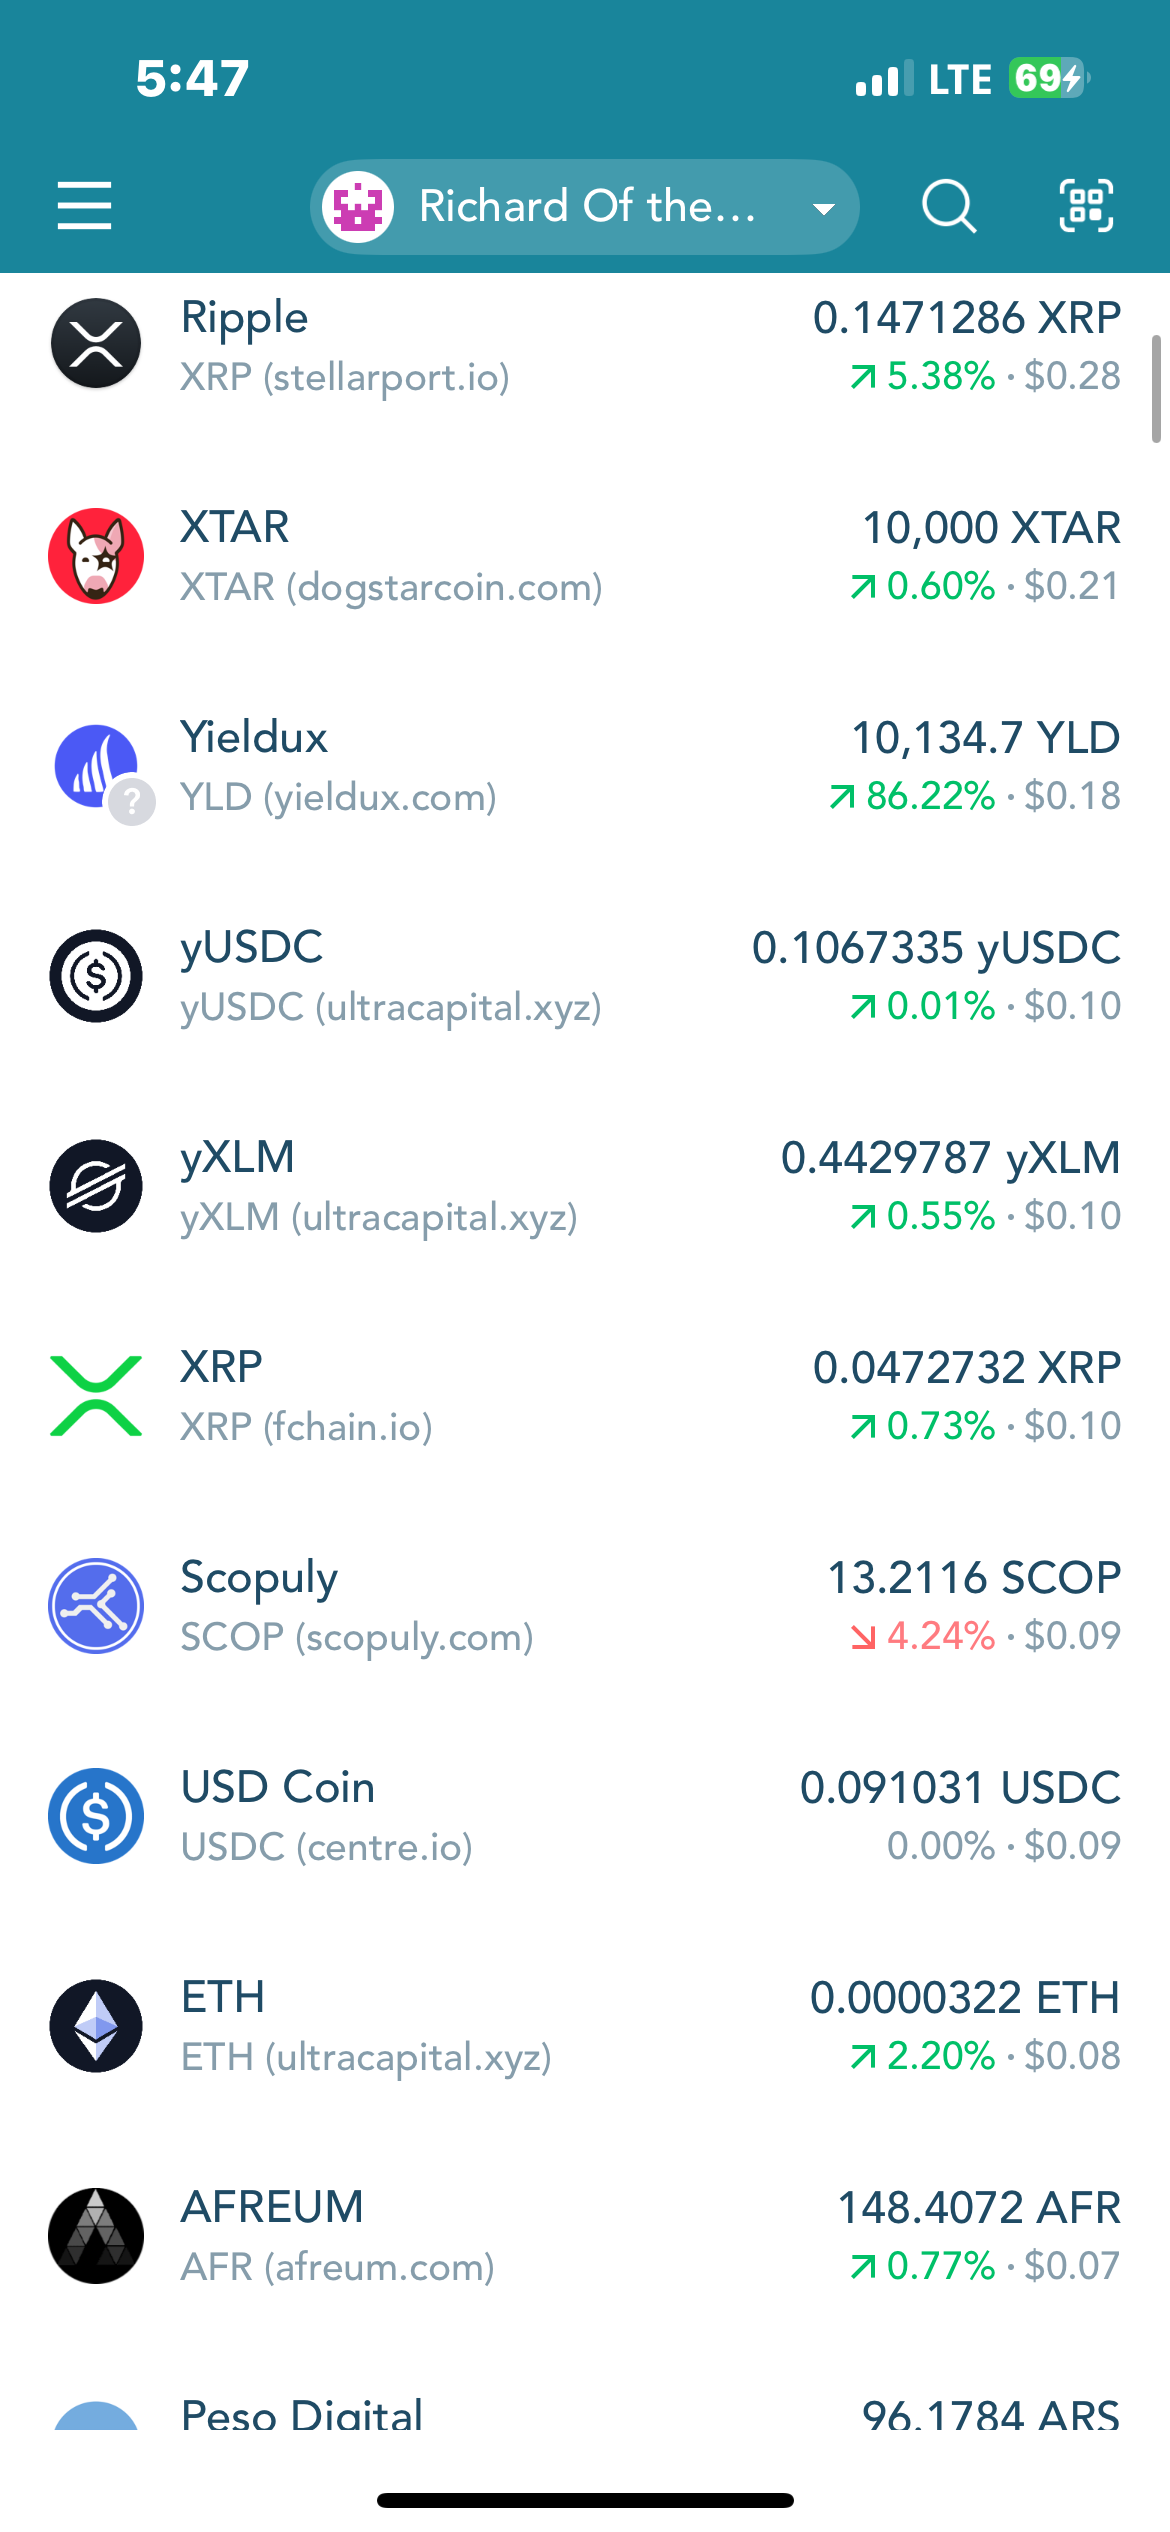 5:47
LTE 69
Richard Of the...
Ripple
0.1471286 XRP
XRP (stellarport.io)
5.38% · $0.28
XTAR
10,000 XTAR
XTAR (dogstarcoin.com)
0.60% · $0.21
Yieldux
10,134.7 YLD
?
YLD (yieldux.com)
86.22% · $0.18
yUSDC
0.1067335 yUSDC
yUSDC (ultracapital.xyz)
0.01% · $0.10
yXLM
0.4429787 yXLM
yXLM (ultracapital.xyz)
0.55% · $0.10
XRP
0.0472732 XRP
XRP (fchain.io)
0.73% · $0.10
Scopuly
13.2116 SCOP
SCOP (scopuly.com)
4.24% · $0.09
USD Coin
0.091031 USDC
USDC (centre.io)
0.00% · $0.09
ETH
0.0000322 ETH
ETH (ultracapital.xyz)
2.20% · $0.08
AFREUM
148.4072 AFR
AFR (afreum.com)
0.77% · $0.07
Peso Digital
96.1784 ARS